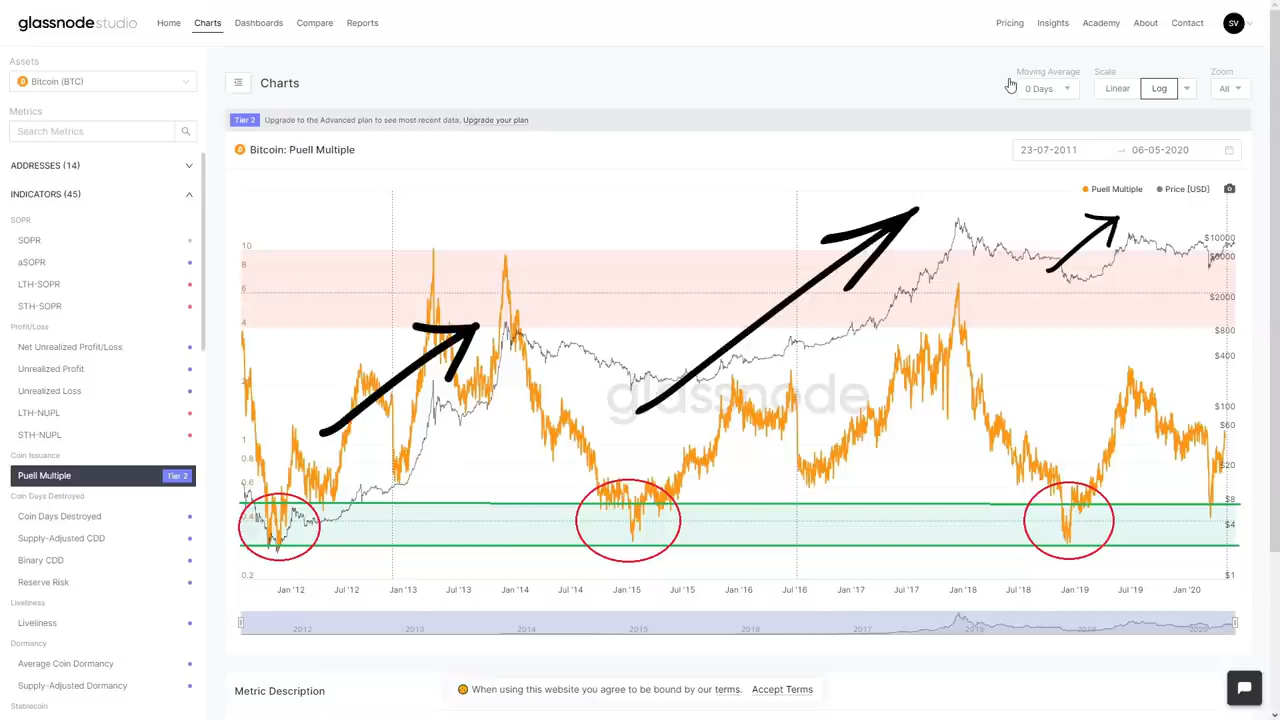 glassnodestudio
Home Charts Dashboards Compare Reports
Pricing Insights Academy About Contact SV
Assets
Bitcoin (BTC)
Metrics
Search Metrics
ADDRESSES (14)
INDICATORS (45)
SOPR
SOPR
aSOPR
LTH-SOPR
STH-SOPR
Profit/Loss
Net Unrealized Profit/Loss
Unrealized Profit
Unrealized Loss
LTH-NUPL
STH-NUPL
Coin Issuance
Puell Multiple Tier 2
Coin Days Destroyed
Coin Days Destroyed
Supply-Adjusted CDD
Binary CDD
Reserve Risk
Liveliness
Liveliness
Dormancy
Average Coin Dormancy
Supply-Adjusted Dormancy
Stablecoin
Charts
Moving Average Scale Zoom
0 Days Linear Log All
Tier 2 Upgrade to the Advanced plan to see most recent data. Upgrade your plan
Bitcoin: Puell Multiple
23-07-2011 → 06-05-2020
Puell Multiple Price [USD]
10
8
6
4
2
1
0.8
0.6
0.4
0.2
$10000
$2000
$800
$400
$100
$60
$20
$8
$4
$1
glassnode
Jan '12 Jul '12 Jan '13 Jul '13 Jan '14 Jul '14 Jan '15 Jul '15 Jan '16 Jul '16 Jan '17 Jul '17 Jan '18 Jul '18 Jan '19 Jul '19 Jan '20
2012 2013 2014 2015 2016 2017 2018 2019 2020
Metric Description
When using this website you agree to be bound by our terms. Accept Terms